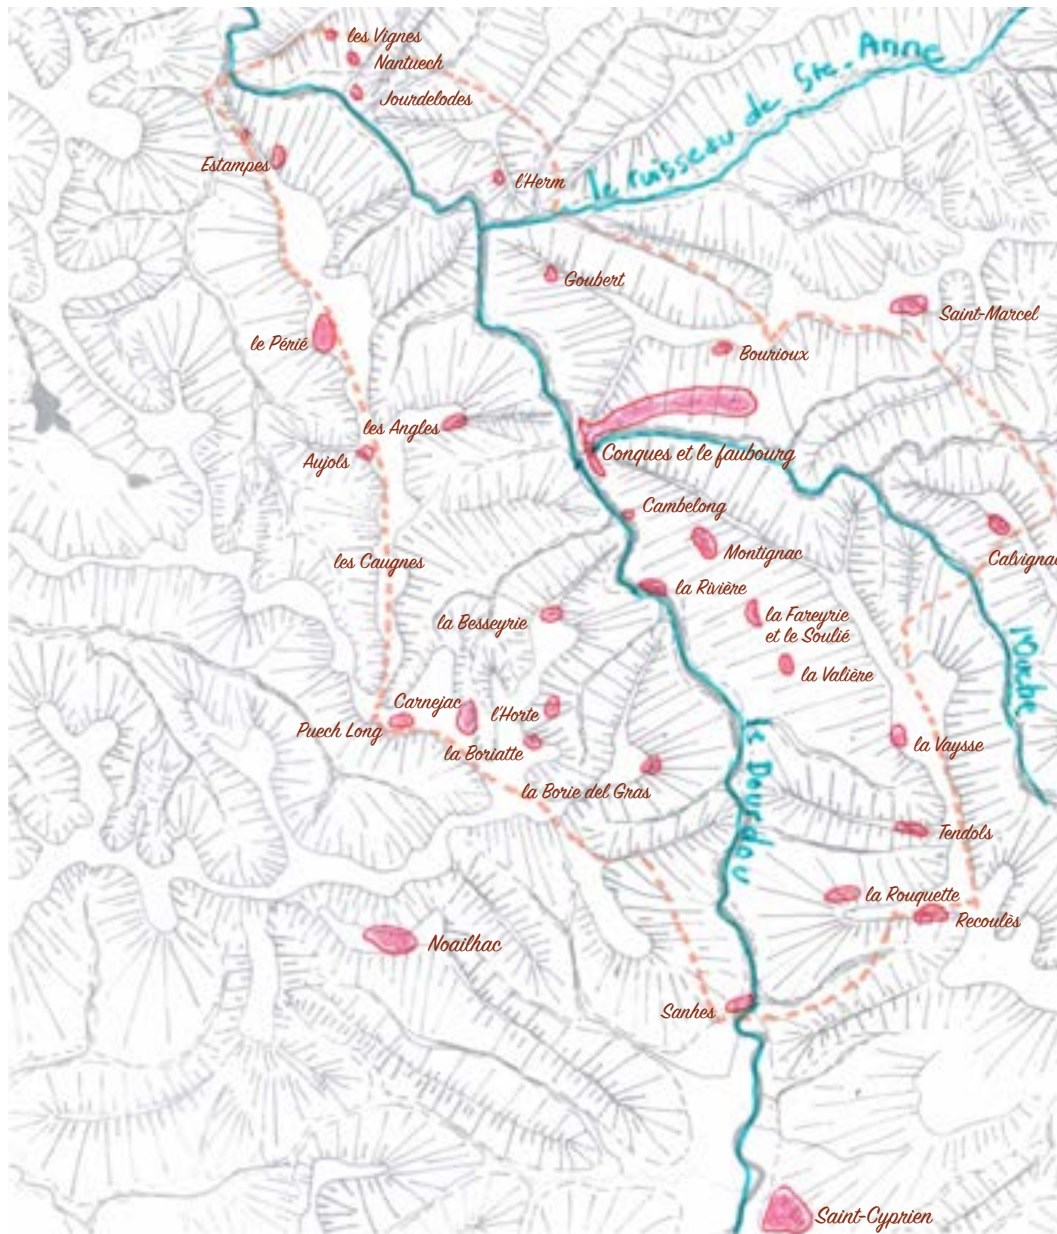 les Vignes
Nantuech
Jourdelodes
Estampes
l'Herm
le ruisseau de Ste-Anne
Goubert
Saint-Marcel
le Périé
Bourioux
les Angles
Aujols
Conques et le faubourg
Cambelong
Montignac
Calvignac
les Caugnes
la Rivière
la Besseyrie
la Fareyrie
et le Soulié
la Valière
l'Ouche
Carnejac
l'Horte
Puech Long
la Boriatte
la Vaysse
le Dourdou
la Borie del Gras
Tendols
la Rouquette
Recoulès
Noailhac
Sanhes
Saint-Cyprien